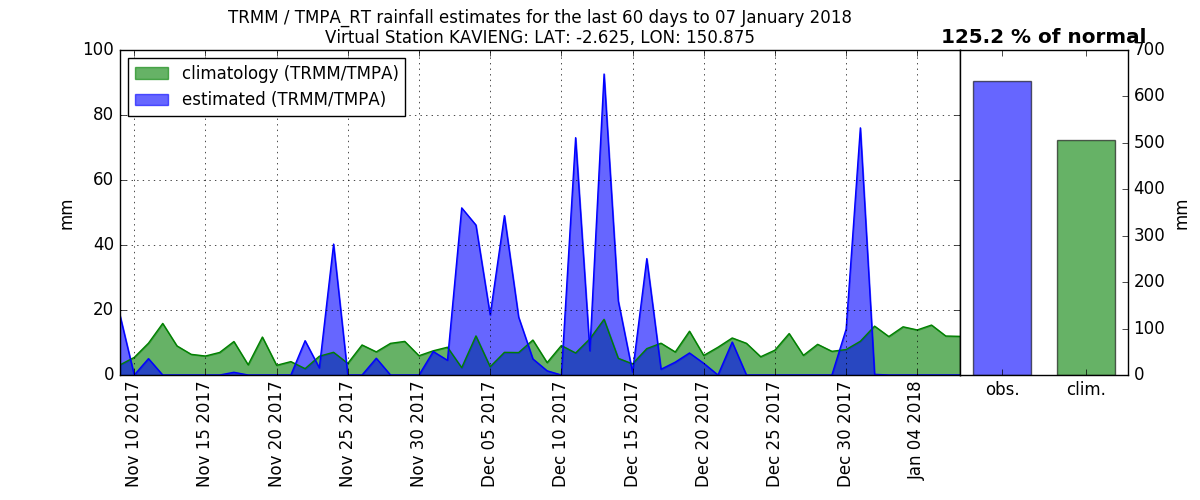 TRMM / TMPA_RT rainfall estimates for the last 60 days to 07 January 2018
Virtual Station KAVIENG: LAT: -2.625, LON: 150.875
125.2 % of normal
climatology (TRMM/TMPA)
estimated (TRMM/TMPA)
100
80
60
40
20
0
mm
700
600
500
400
300
200
100
0
mm
Nov 10 2017
Nov 15 2017
Nov 20 2017
Nov 25 2017
Nov 30 2017
Dec 05 2017
Dec 10 2017
Dec 15 2017
Dec 20 2017
Dec 25 2017
Dec 30 2017
Jan 04 2018
obs.
clim.